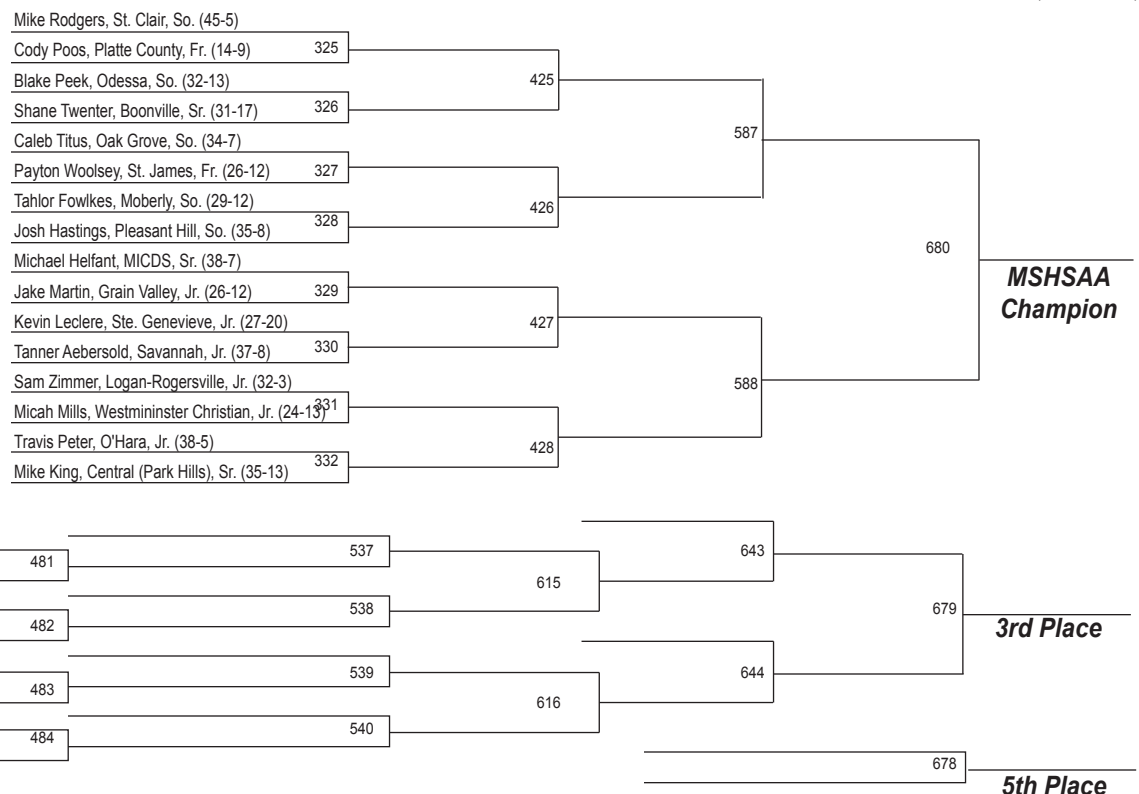 Mike Rodgers, St. Clair, So. (45-5)
Cody Poos, Platte County, Fr. (14-9)
325
Blake Peek, Odessa, So. (32-13)
425
Shane Twenter, Boonville, Sr. (31-17)
326
587
Caleb Titus, Oak Grove, So. (34-7)
Payton Woolsey, St. James, Fr. (26-12)
327
Tahlor Fowlkes, Moberly, So. (29-12)
426
Josh Hastings, Pleasant Hill, So. (35-8)
328
680
Michael Helfant, MICDS, Sr. (38-7)
MSHSAA
Champion
Jake Martin, Grain Valley, Jr. (26-12)
329
Kevin Leclere, Ste. Genevieve, Jr. (27-20)
427
Tanner Aebersold, Savannah, Jr. (37-8)
330
Sam Zimmer, Logan-Rogersville, Jr. (32-3)
588
Micah Mills, Westmininster Christian, Jr. (24-13)
331
Travis Peter, O'Hara, Jr. (38-5)
428
Mike King, Central (Park Hills), Sr. (35-13)
332
481
537
643
615
482
538
679
3rd Place
483
539
644
616
484
540
678
5th Place